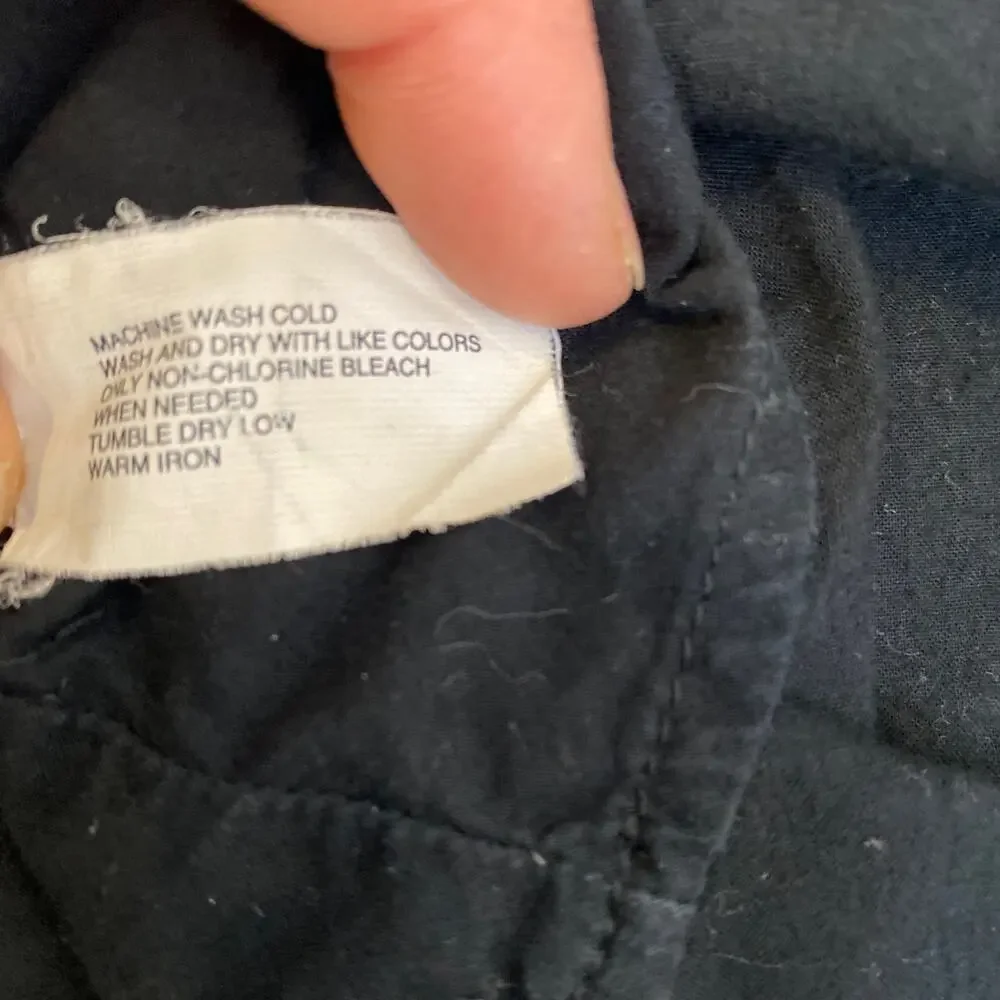 MACHINE WASH COLD
WASH AND DRY WITH LIKE COLORS
ONLY NON-CHLORINE BLEACH
WHEN NEEDED
TUMBLE DRY LOW
WARM IRON